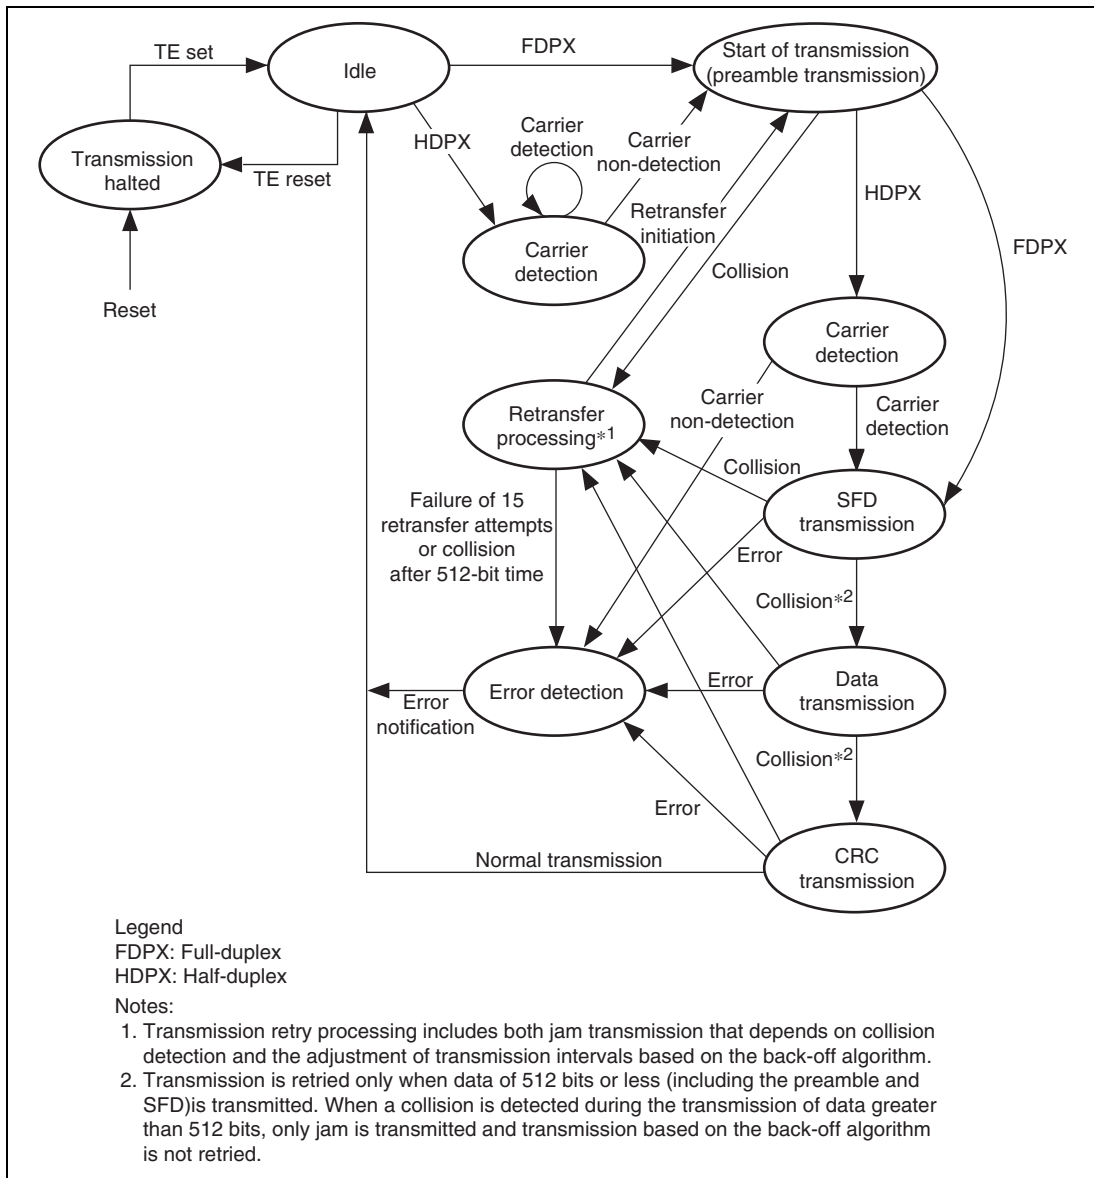 TE set
Idle
FDPX
Start of transmission
(preamble transmission)
Transmission
halted
TE reset
HDPX
Carrier
detection
Carrier
non-detection
HDPX
FDPX
Reset
Carrier
detection
Retransfer
initiation
Collision
Carrier
detection
Retransfer
processing*1
Carrier
non-detection
Carrier
detection
Collision
SFD
transmission
Failure of 15
retransfer attempts
or collision
after 512-bit time
Error
Collision*2
Error detection
Error
Data
transmission
Error
notification
Collision*2
Error
Normal transmission
CRC
transmission
Legend
FDPX: Full-duplex
HDPX: Half-duplex
Notes:
1. Transmission retry processing includes both jam transmission that depends on collision
detection and the adjustment of transmission intervals based on the back-off algorithm.
2. Transmission is retried only when data of 512 bits or less (including the preamble and
SFD)is transmitted. When a collision is detected during the transmission of data greater
than 512 bits, only jam is transmitted and transmission based on the back-off algorithm
is not retried.